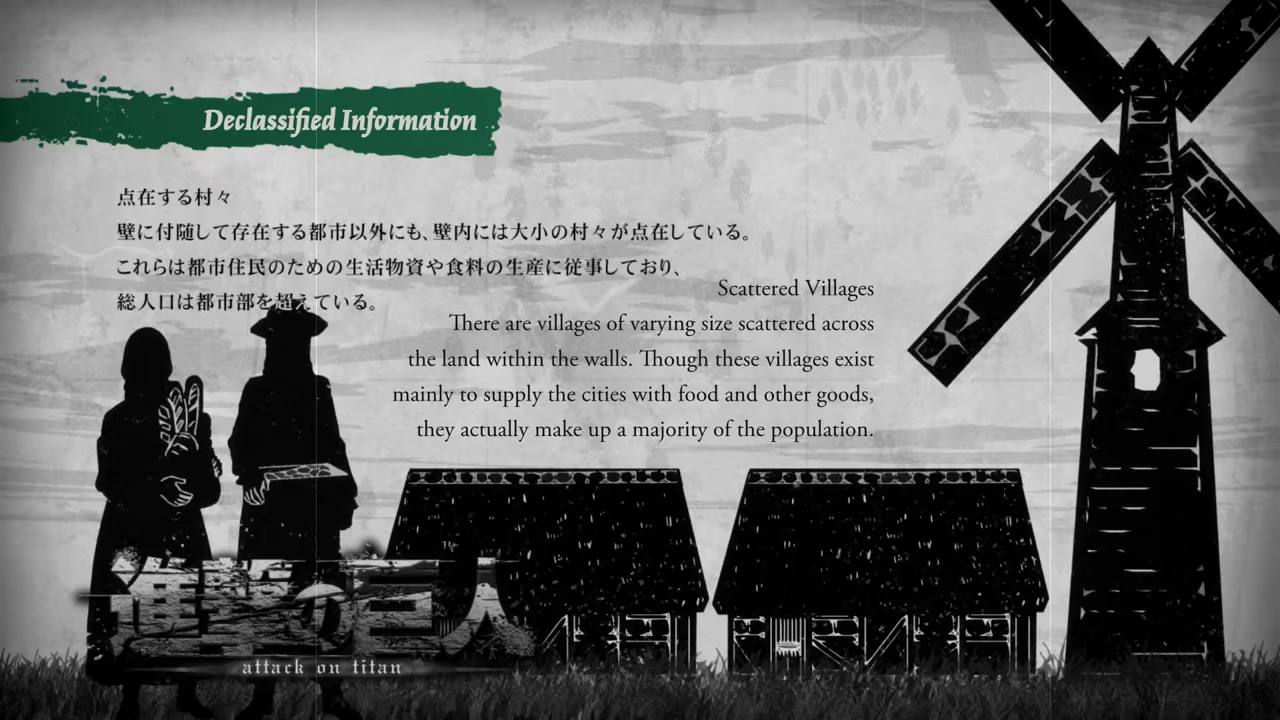 Declassified Information
点在する村々
壁に付随して存在する都市以外にも、壁内には大小の村々が点在している。
これらは都市住民のための生活物資や食料の生産に従事しており、
総人口は都市部を超えている。
Scattered Villages
There are villages of varying size scattered across
the land within the walls. Though these villages exist
mainly to supply the cities with food and other goods,
they actually make up a majority of the population.
進撃の巨人
attack on titan